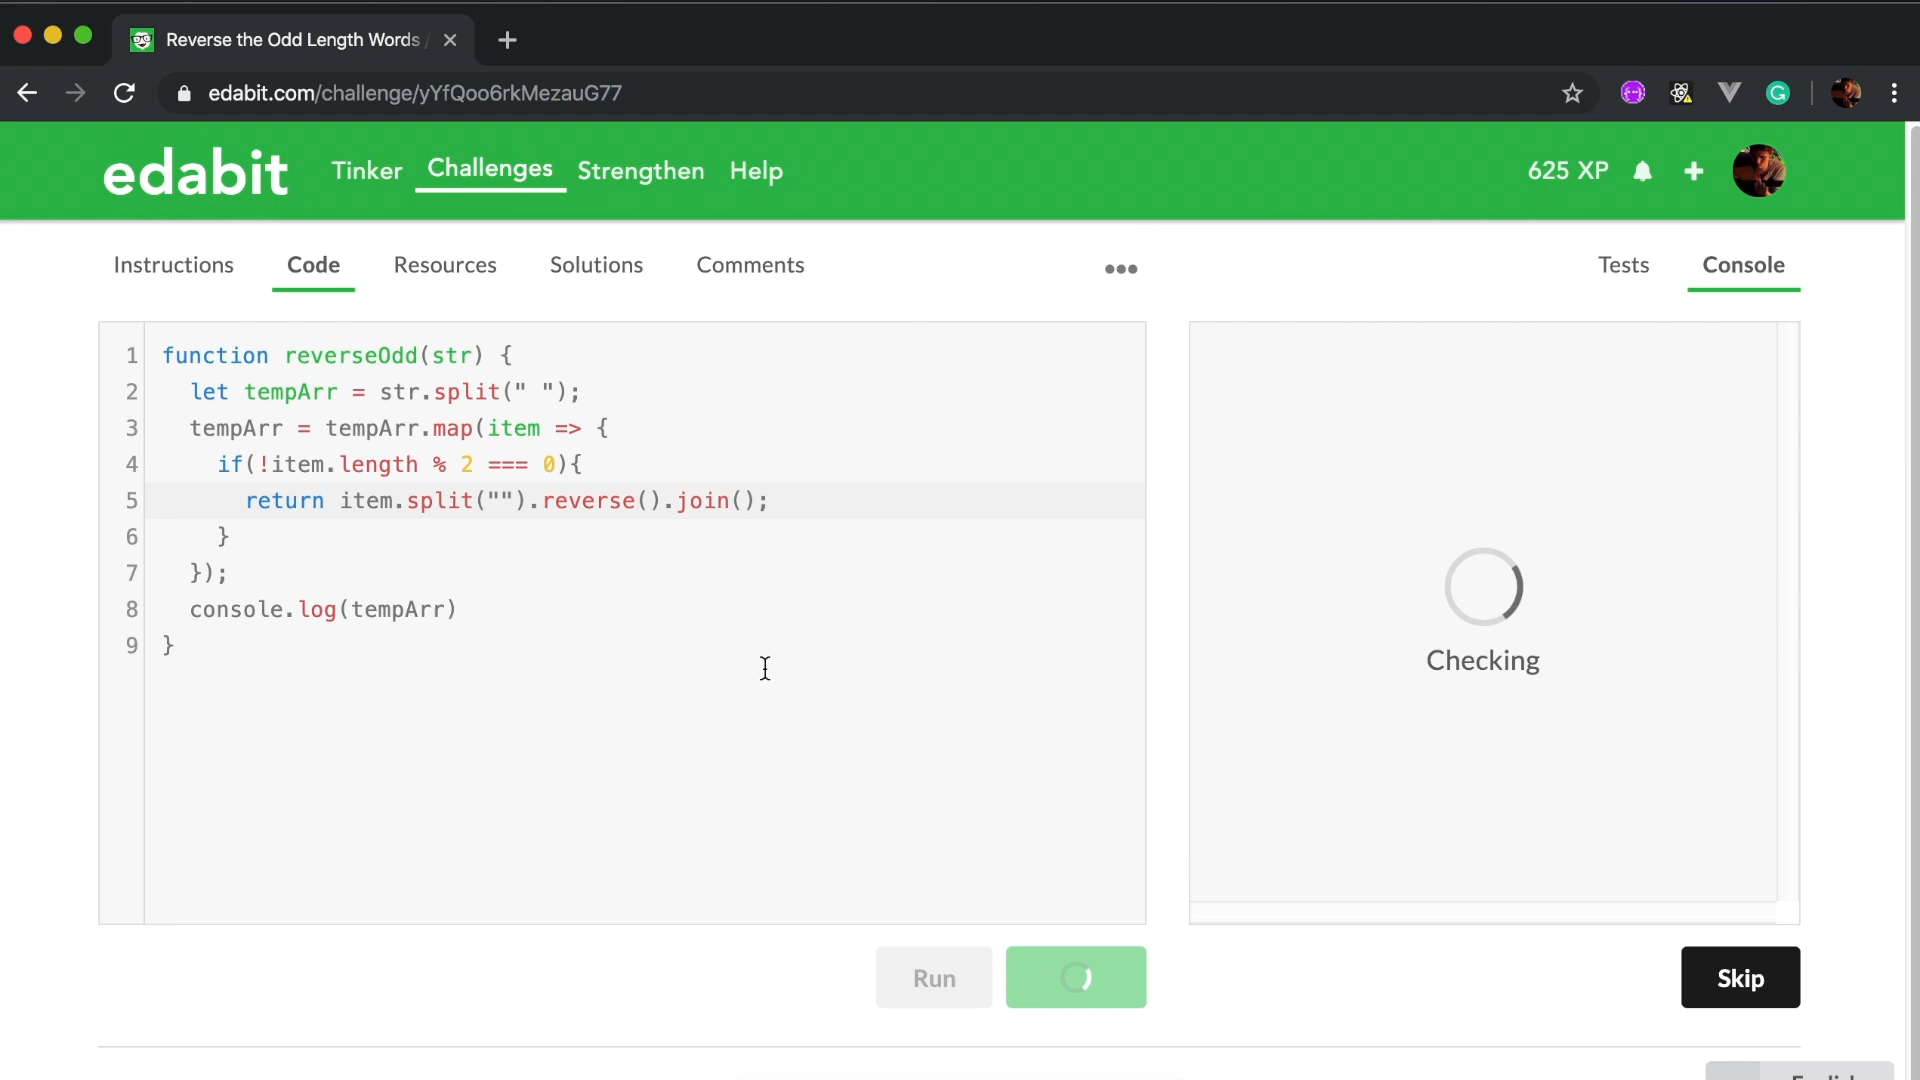 Reverse the Odd Length Words /
edabit.com/challenge/yYfQoo6rkMezauG77
edabit Tinker Challenges Strengthen Help 625 XP
Instructions Code Resources Solutions Comments ••• Tests Console
1 function reverseOdd(str) {
2 let tempArr = str.split(" ");
3 tempArr = tempArr.map(item => {
4 if(!item.length % 2 === 0){
5 return item.split("").reverse().join();
6 }
7 });
8 console.log(tempArr)
9 }
Checking
Run Skip